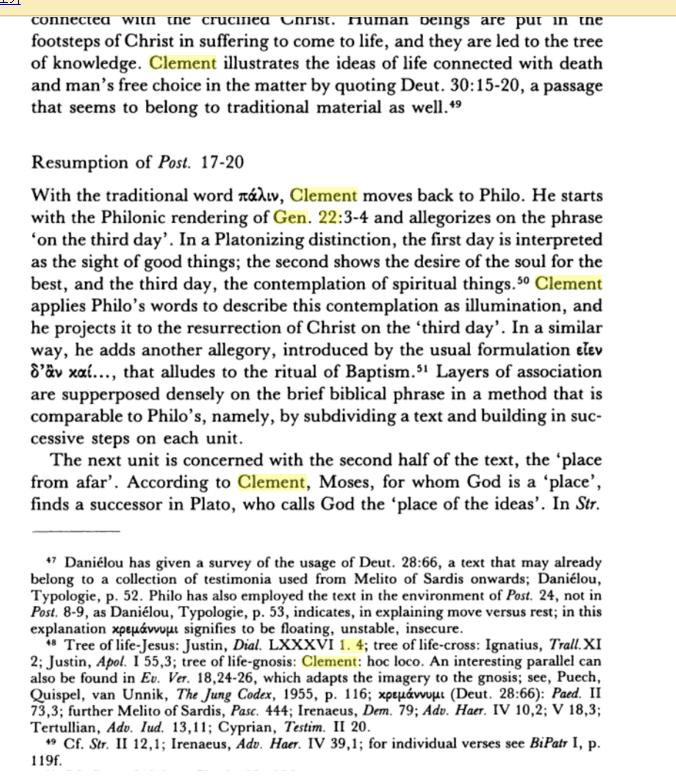 connected with the crucified Christ. Human beings are put in the
footsteps of Christ in suffering to come to life, and they are led to the tree
of knowledge. Clement illustrates the ideas of life connected with death
and man's free choice in the matter by quoting Deut. 30:15-20, a passage
that seems to belong to traditional material as well.⁴⁹
Resumption of Post. 17-20
With the traditional word πάλιν, Clement moves back to Philo. He starts
with the Philonic rendering of Gen. 22:3-4 and allegorizes on the phrase
'on the third day'. In a Platonizing distinction, the first day is interpreted
as the sight of good things; the second shows the desire of the soul for the
best, and the third day, the contemplation of spiritual things.⁵⁰ Clement
applies Philo's words to describe this contemplation as illumination, and
he projects it to the resurrection of Christ on the 'third day'. In a similar
way, he adds another allegory, introduced by the usual formulation εἶεν
δ'ἂν καί..., that alludes to the ritual of Baptism.⁵¹ Layers of association
are supperposed densely on the brief biblical phrase in a method that is
comparable to Philo's, namely, by subdividing a text and building in suc-
cessive steps on each unit.
The next unit is concerned with the second half of the text, the 'place
from afar'. According to Clement, Moses, for whom God is a 'place',
finds a successor in Plato, who calls God the 'place of the ideas'. In Str.
⁴⁷ Daniélou has given a survey of the usage of Deut. 28:66, a text that may already
belong to a collection of testimonia used from Melito of Sardis onwards; Daniélou,
Typologie, p. 52. Philo has also employed the text in the environment of Post. 24, not in
Post. 8-9, as Daniélou, Typologie, p. 53, indicates, in explaining move versus rest; in this
explanation κρεμάννυμι signifies to be floating, unstable, insecure.
⁴⁸ Tree of life-Jesus: Justin, Dial. LXXXVI 1. 4; tree of life-cross: Ignatius, Trall. XI
2; Justin, Apol. I 55,3; tree of life-gnosis: Clement: hoc loco. An interesting parallel can
also be found in Ev. Ver. 18,24-26, which adapts the imagery to the gnosis; see, Puech,
Quispel, van Unnik, The Jung Codex, 1955, p. 116; κρεμάννυμι (Deut. 28:66): Paed. II
73,3; further Melito of Sardis, Pasc. 444; Irenaeus, Dem. 79; Adv. Haer. IV 10,2; V 18,3;
Tertullian, Adv. Iud. 13,11; Cyprian, Testim. II 20.
⁴⁹ Cf. Str. II 12,1; Irenaeus, Adv. Haer. IV 39,1; for individual verses see BiPatr I, p.
119f.